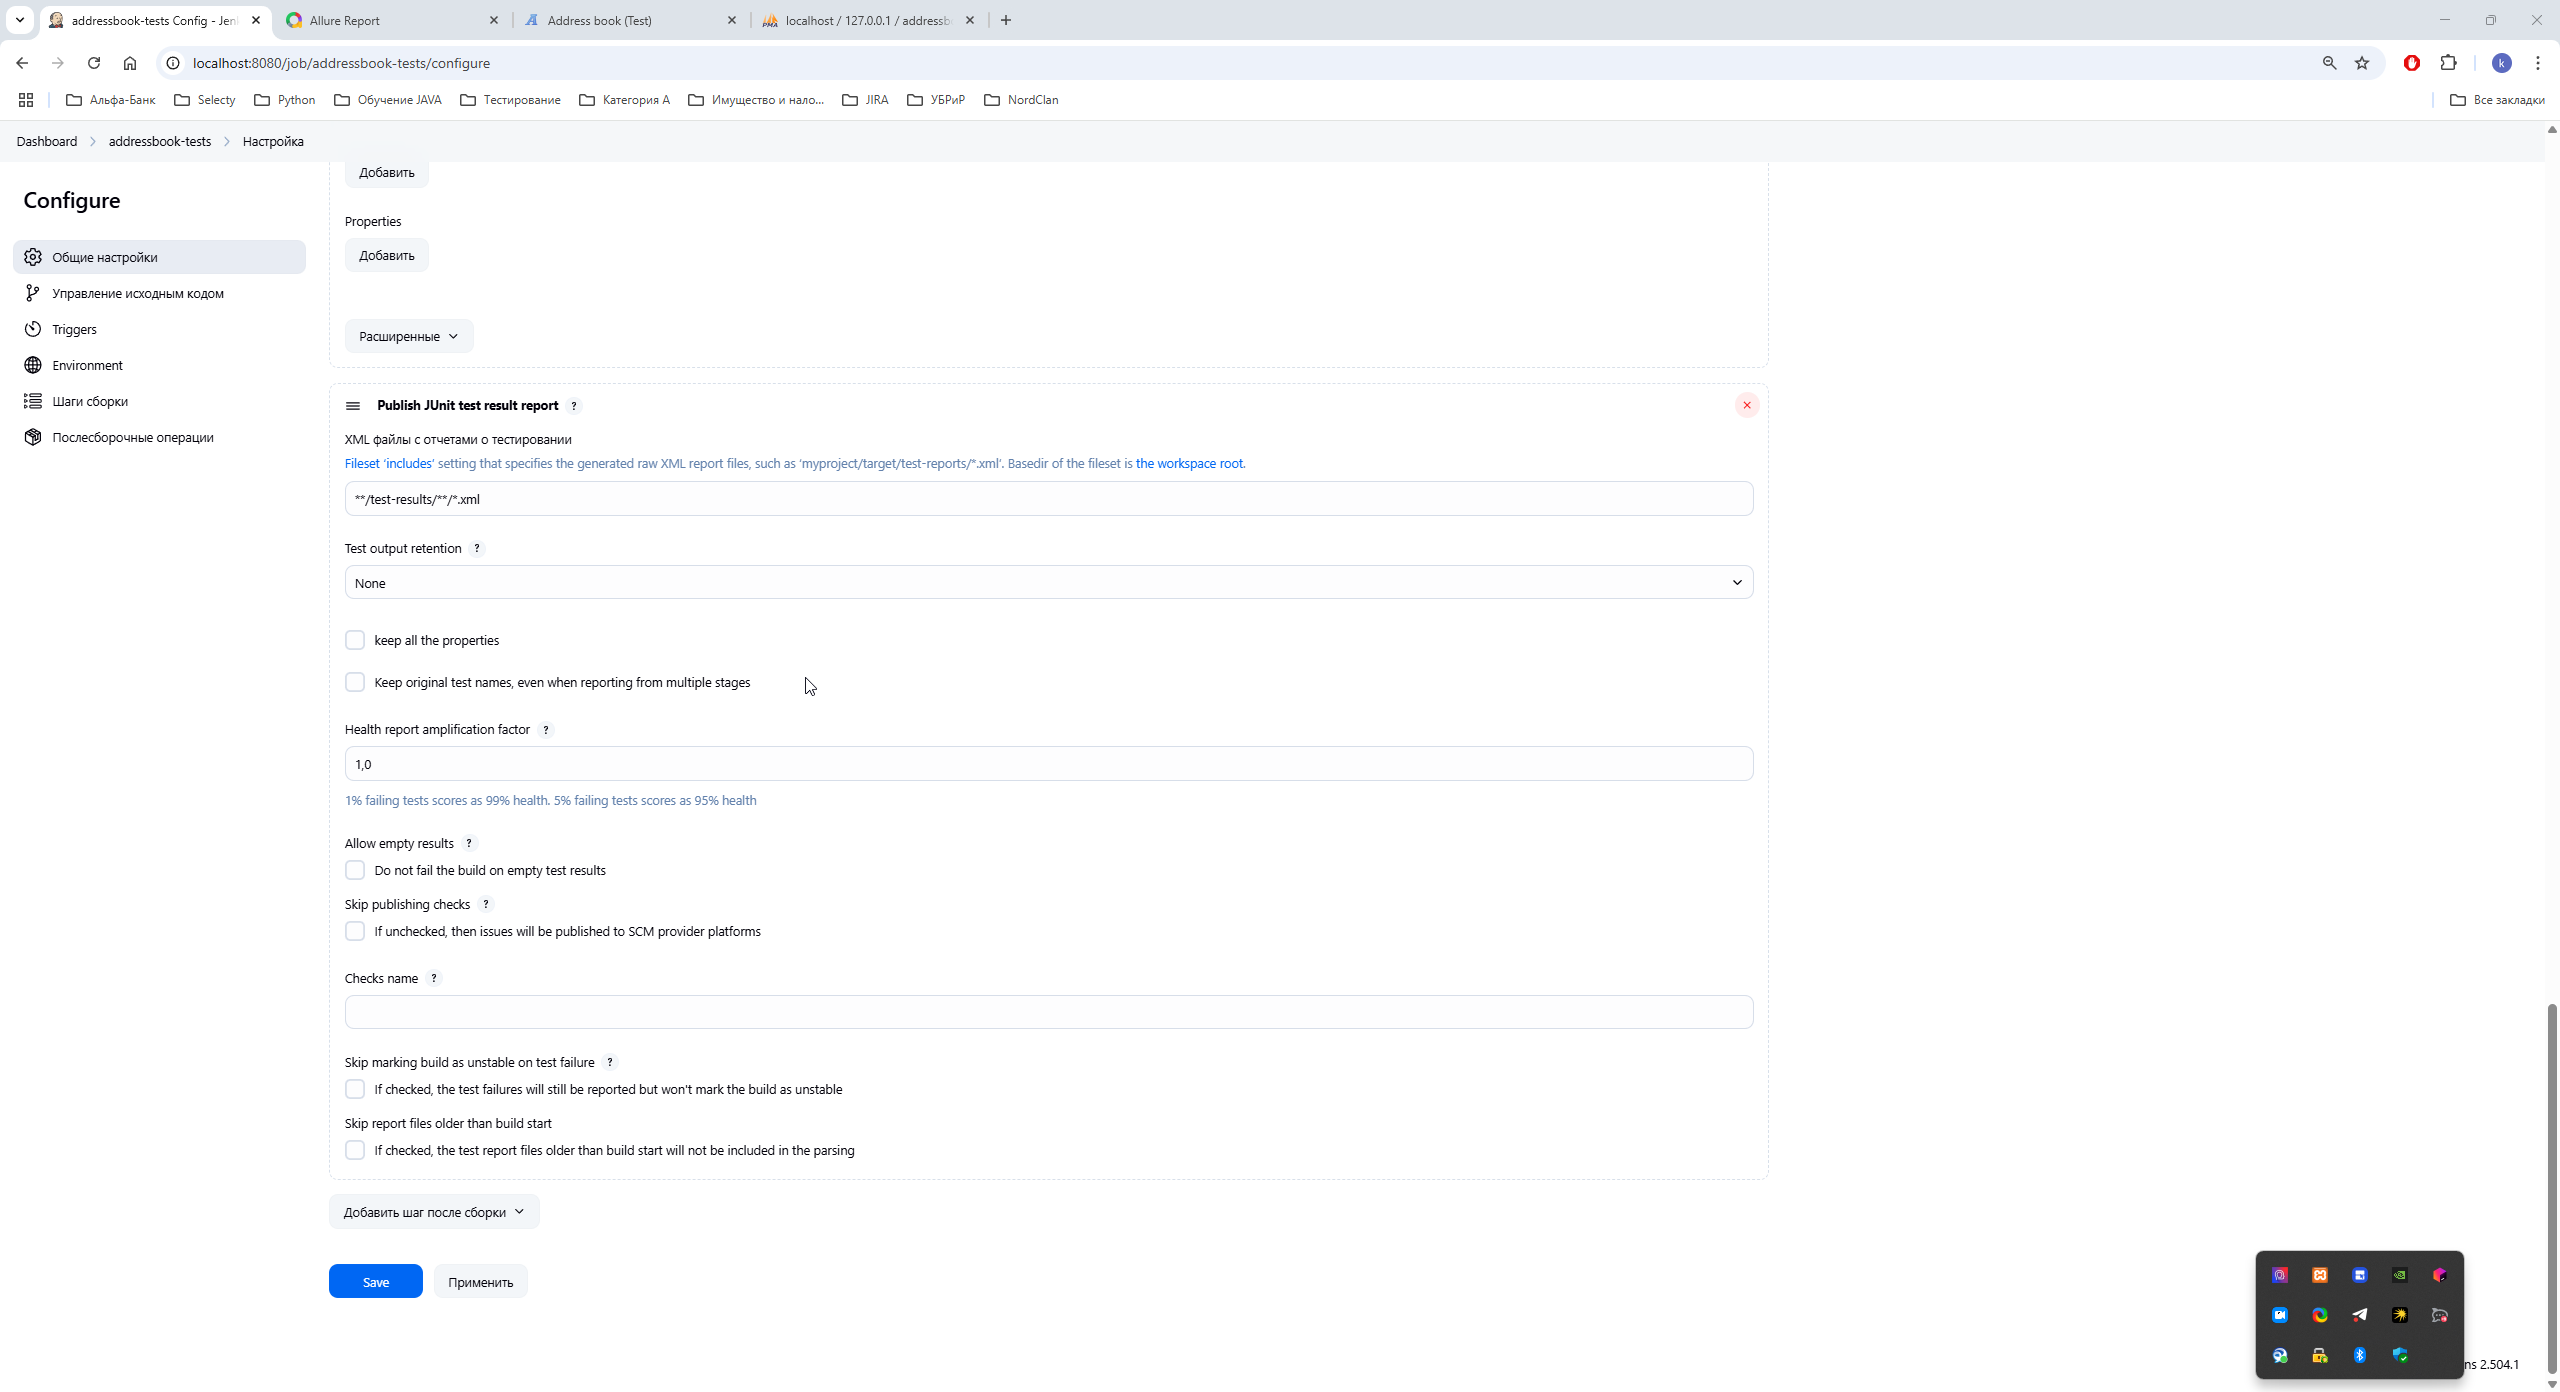 addressbook-tests Config - Jen
Allure Report
Address book (Test)
localhost / 127.0.0.1 / addressb
localhost:8080/job/addressbook-tests/configure
k
Альфа-Банк
Selecty
Python
Обучение JAVA
Тестирование
Категория А
Имущество и нало...
JIRA
УБРиР
NordClan
Все закладки
Dashboard
addressbook-tests
Настройка
Configure
Общие настройки
Управление исходным кодом
Triggers
Environment
Шаги сборки
Послесборочные операции
Добавить
Properties
Добавить
Расширенные
Publish JUnit test result report ?
XML файлы с отчетами о тестировании
Fileset 'includes' setting that specifies the generated raw XML report files, such as 'myproject/target/test-reports/*.xml'. Basedir of the fileset is the workspace root.
**/test-results/**/*.xml
Test output retention ?
None
keep all the properties
Keep original test names, even when reporting from multiple stages
Health report amplification factor ?
1,0
1% failing tests scores as 99% health. 5% failing tests scores as 95% health
Allow empty results ?
Do not fail the build on empty test results
Skip publishing checks ?
If unchecked, then issues will be published to SCM provider platforms
Checks name ?
Skip marking build as unstable on test failure ?
If checked, the test failures will still be reported but won't mark the build as unstable
Skip report files older than build start
If checked, the test report files older than build start will not be included in the parsing
Добавить шаг после сборки
Save
Применить
ns 2.504.1